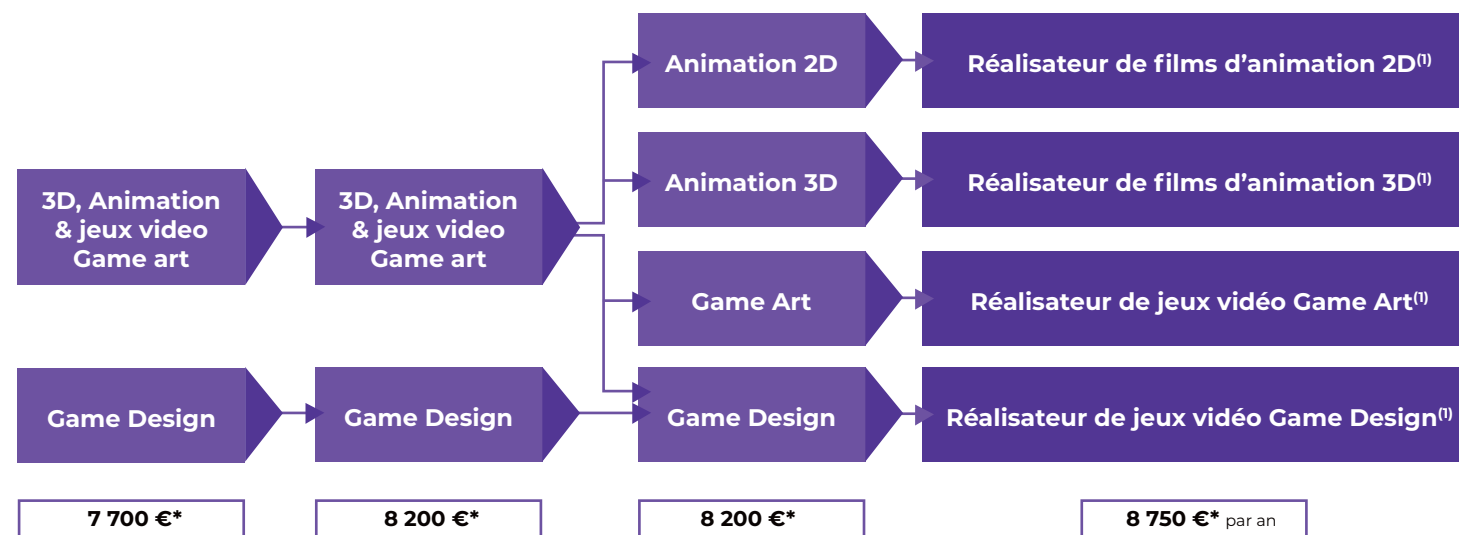 Animation 2D
Réalisateur de films d’animation 2D(1)
Animation 3D
Réalisateur de films d’animation 3D(1)
3D, Animation
& jeux video
Game art
3D, Animation
& jeux video
Game art
Game Art
Réalisateur de jeux vidéo Game Art(1)
Game Design
Game Design
Game Design
Réalisateur de jeux vidéo Game Design(1)
7 700 €*
8 200 €*
8 200 €*
8 750 €* par an